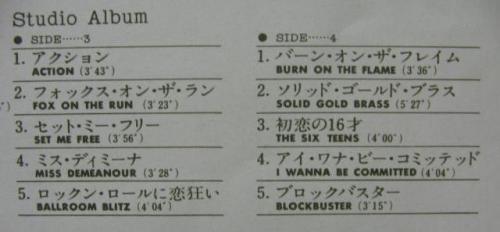 Studio Album
● SIDE……3
1. アクション
ACTION (3′43″)
2. フォックス・オン・ザ・ラン
FOX ON THE RUN (3′23″)
3. セット・ミー・フリー
SET ME FREE (3′56″)
4. ミス・ディミーナ
MISS DEMEANOUR (3′28″)
5. ロックン・ロールに恋狂い
BALLROOM BLITZ (4′04″)
● SIDE……4
1. バーン・オン・ザ・フレイム
BURN ON THE FLAME (3′36″)
2. ソリッド・ゴールド・ブラス
SOLID GOLD BRASS (5′27″)
3. 初恋の16才
THE SIX TEENS (4′00″)
4. アイ・ワナ・ビー・コミッテッド
I WANNA BE COMMITTED (4′04″)
5. ブロックバスター
BLOCKBUSTER (3′15″)